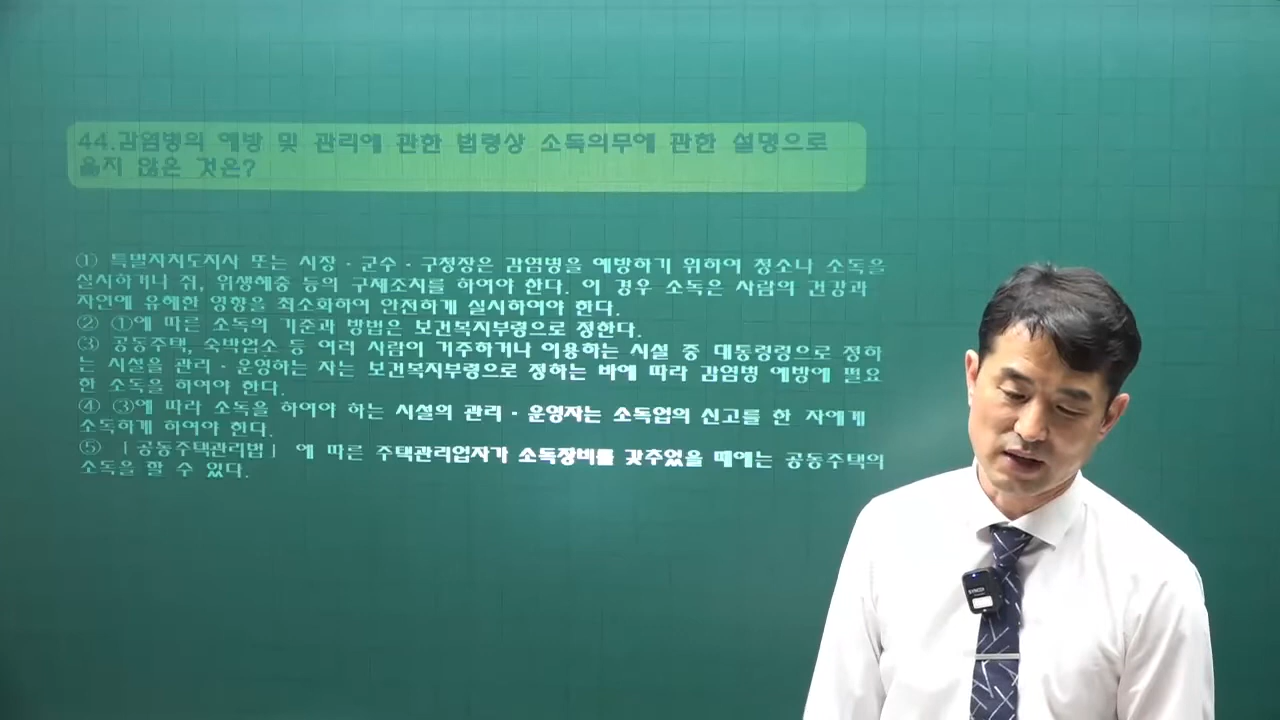 44.감염병의 예방 및 관리에 관한 법령상 소독의무에 관한 설명으로
옳지 않은 것은?
① 특별자치도지사 또는 시장·군수·구청장은 감염병을 예방하기 위하여 청소나 소독을
실시하거나 쥐, 위생해충 등의 구제조치를 하여야 한다. 이 경우 소독은 사람의 건강과
자연에 유해한 영향을 최소화하여 안전하게 실시하여야 한다.
② ①에 따른 소독의 기준과 방법은 보건복지부령으로 정한다.
③ 공동주택, 숙박업소 등 여러 사람이 거주하거나 이용하는 시설 중 대통령령으로 정하
는 시설을 관리·운영하는 자는 보건복지부령으로 정하는 바에 따라 감염병 예방에 필요
한 소독을 하여야 한다.
④ ③에 따라 소독을 하여야 하는 시설의 관리·운영자는 소독업의 신고를 한 자에게
소독하게 하여야 한다.
⑤ 「공동주택관리법」 에 따른 주택관리업자가 소독장비를 갖추었을 때에는 공동주택의
소독을 할 수 있다.